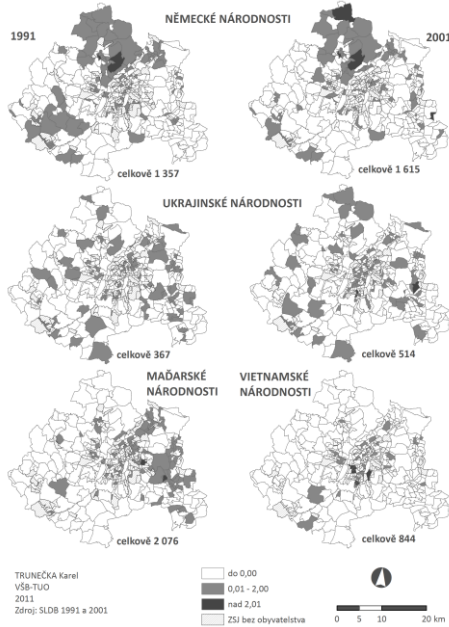 1991
NĚMECKÉ NÁRODNOSTI
2001
celkově 1 357
celkově 1 615
UKRAJINSKÉ NÁRODNOSTI
celkově 367
celkově 514
MAĎARSKÉ
NÁRODNOSTI
VIETNAMSKÉ
NÁRODNOSTI
celkově 2 076
celkově 844
TRUNEČKA Karel
VŠB-TUO
2011
Zdroj: SLDB 1991 a 2001
do 0,00
0,01 - 2,00
nad 2,01
ZSJ bez obyvatelstva
0 5 10 20 km